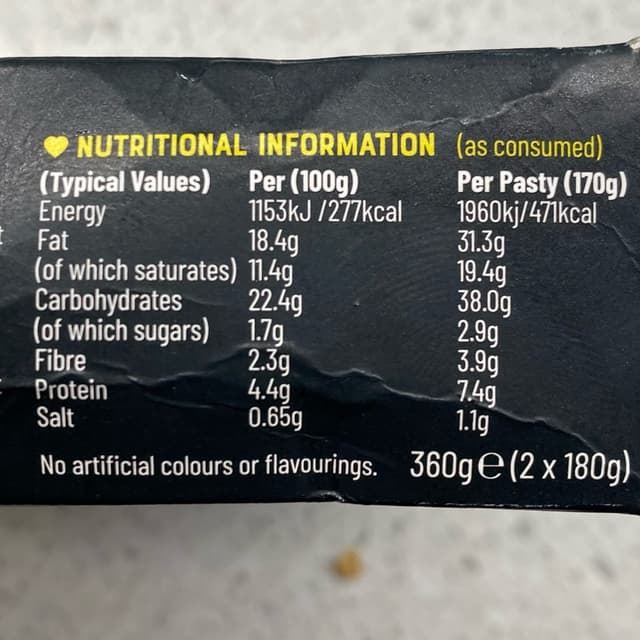 NUTRITIONAL INFORMATION (as consumed)
(Typical Values) Per (100g) Per Pasty (170g)
Energy 1153kJ /277kcal 1960kj/471kcal
Fat 18.4g 31.3g
(of which saturates) 11.4g 19.4g
Carbohydrates 22.4g 38.0g
(of which sugars) 1.7g 2.9g
Fibre 2.3g 3.9g
Protein 4.4g 7.4g
Salt 0.65g 1.1g
No artificial colours or flavourings. 360g ℮ (2 x 180g)